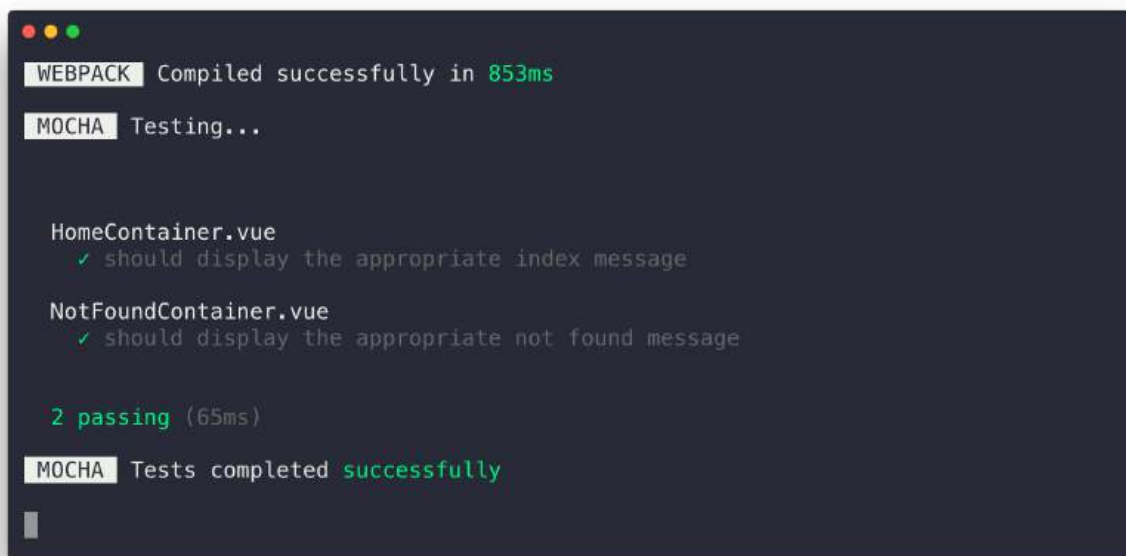 WEBPACK Compiled successfully in 853ms
MOCHA Testing...
HomeContainer.vue
✓ should display the appropriate index message
NotFoundContainer.vue
✓ should display the appropriate not found message
2 passing (65ms)
MOCHA Tests completed successfully